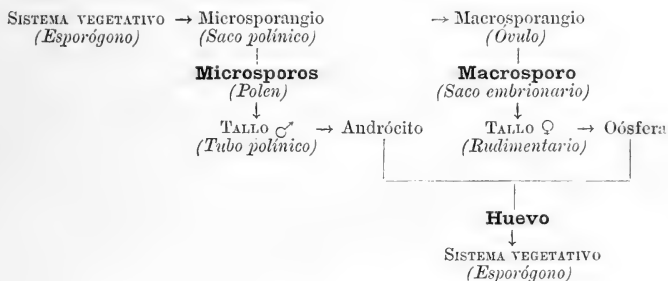 SISTEMA VEGETATIVO → Microsporangio → Macrosporangio
(Esporógono) (Saco polínico) (Óvulo)
Microsporos Macrosporo
(Polen) (Saco embrionario)
TALLO ♂ → Andrócito TALLO ♀ → Oósfera
(Tubo polínico) (Rudimentario)
Huevo
SISTEMA VEGETATIVO
(Esporógono)